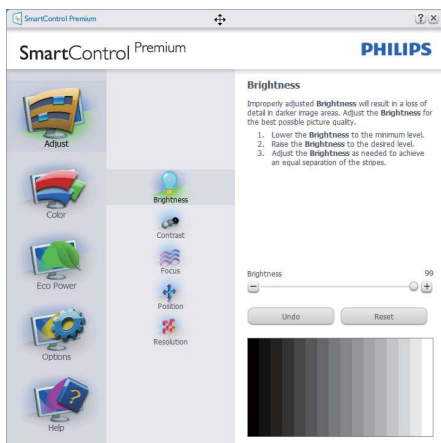 SmartControl Premium
SmartControl Premium
PHILIPS
Adjust
Color
Eco Power
Options
Help
Brightness
Contrast
Focus
Position
Resolution
Brightness
Improperly adjusted Brightness will result in a loss of
detail in darker image areas. Adjust the Brightness for
the best possible picture quality.
1. Lower the Brightness to the minimum level.
2. Raise the Brightness to the desired level.
3. Adjust the Brightness as needed to achieve
an equal separation of the stripes.
Brightness 99
Undo Reset